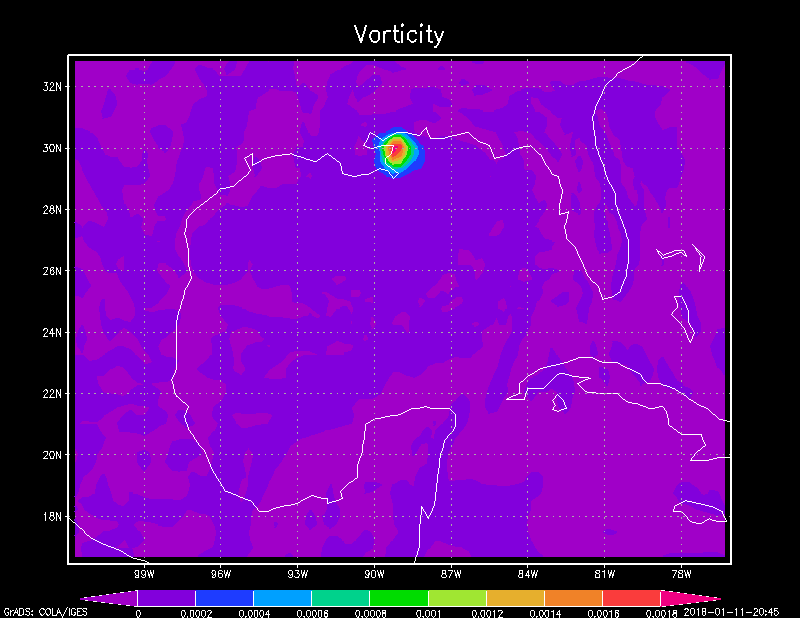 Vorticity
32N
30N
28N
26N
24N
22N
20N
18N
99W 96W 93W 90W 87W 84W 81W 78W
0 0.0002 0.0004 0.0006 0.0008 0.001 0.0012 0.0014 0.0016 0.0018
GrADS: COLA/IGES 2018-01-11-20:45